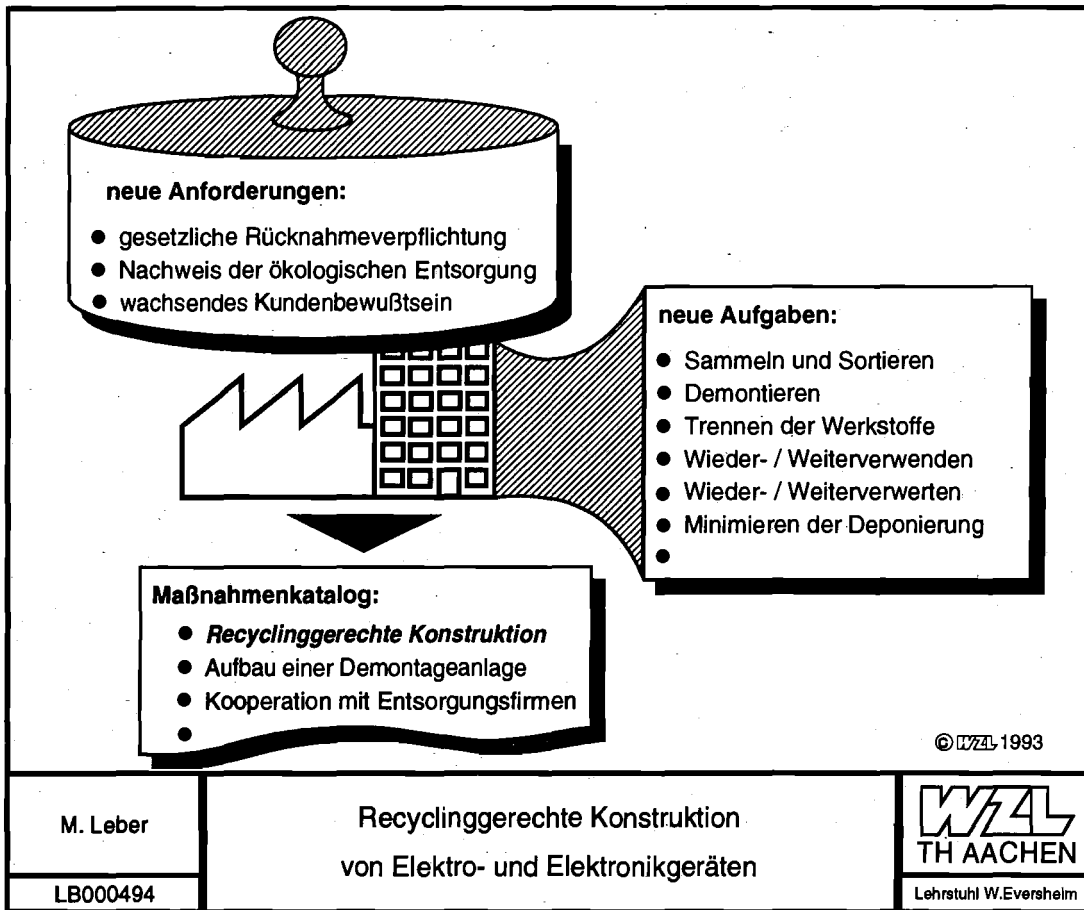 neue Anforderungen:
● gesetzliche Rücknahmeverpflichtung
● Nachweis der ökologischen Entsorgung
● wachsendes Kundenbewußtsein
neue Aufgaben:
● Sammeln und Sortieren
● Demontieren
● Trennen der Werkstoffe
● Wieder- / Weiterverwenden
● Wieder- / Weiterverwerten
● Minimieren der Deponierung
●
Maßnahmenkatalog:
● Recyclinggerechte Konstruktion
● Aufbau einer Demontageanlage
● Kooperation mit Entsorgungsfirmen
●
© WZL 1993
M. Leber
LB000494
Recyclinggerechte Konstruktion
von Elektro- und Elektronikgeräten
WZL
TH AACHEN
Lehrstuhl W.Eversheim